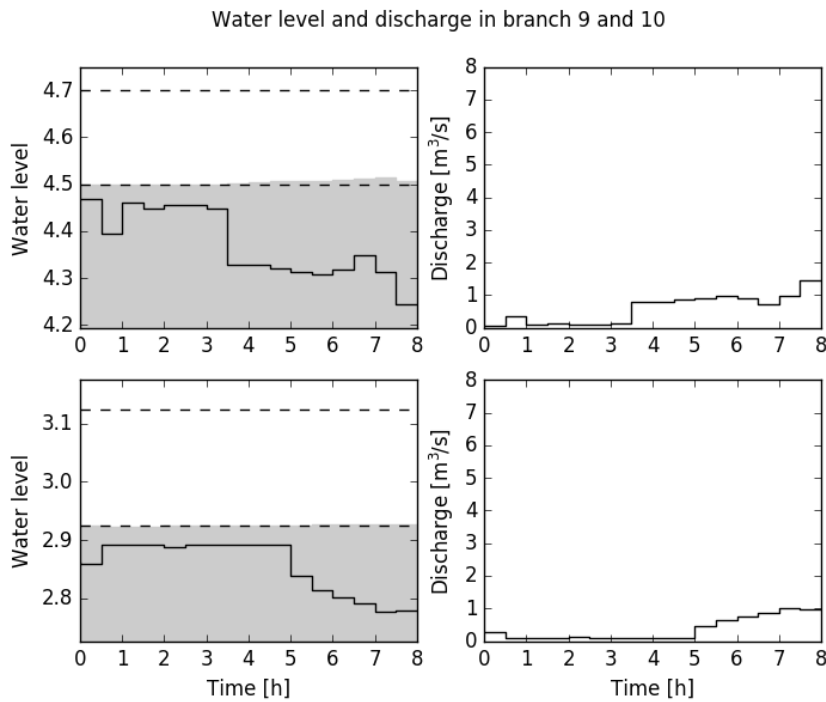 Water level and discharge in branch 9 and 10
Water level
4.7
4.6
4.5
4.4
4.3
4.2
0 1 2 3 4 5 6 7 8
Discharge [m³/s]
8
7
6
5
4
3
2
1
0
0 1 2 3 4 5 6 7 8
Water level
3.1
3.0
2.9
2.8
0 1 2 3 4 5 6 7 8
Time [h]
Discharge [m³/s]
8
7
6
5
4
3
2
1
0
0 1 2 3 4 5 6 7 8
Time [h]